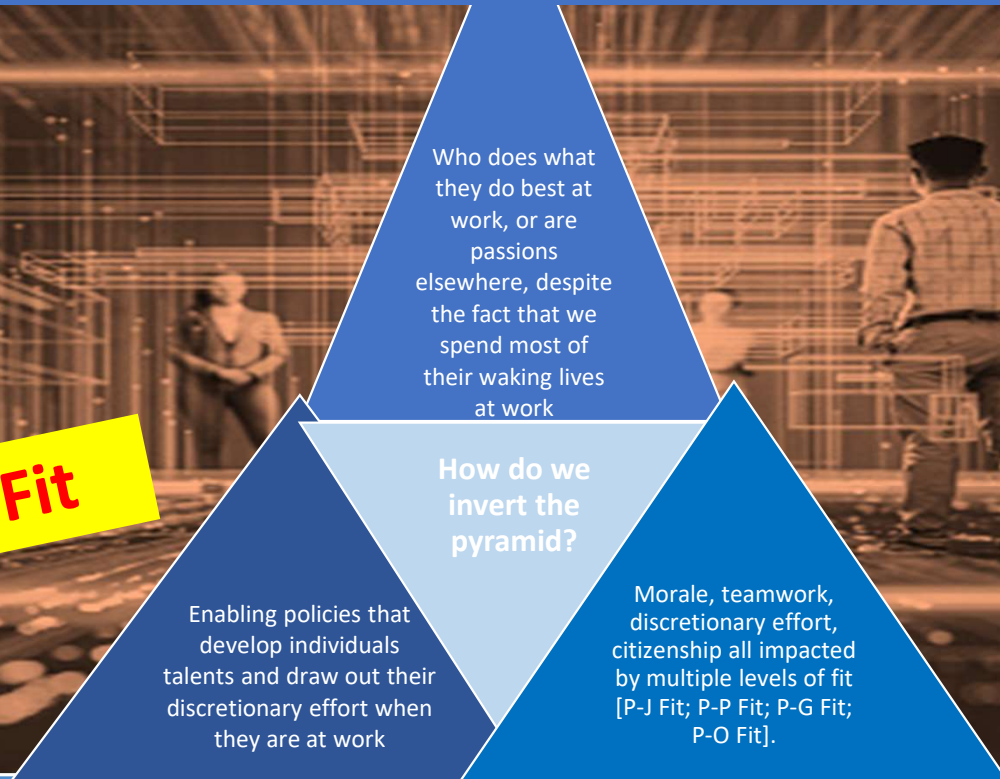 Who does what
they do best at
work, or are
passions
elsewhere, despite
the fact that we
spend most of
their waking lives
at work
Fit
How do we
invert the
pyramid?
Enabling policies that
develop individuals
talents and draw out their
discretionary effort when
they are at work
Morale, teamwork,
discretionary effort,
citizenship all impacted
by multiple levels of fit
[P-J Fit; P-P Fit; P-G Fit;
P-O Fit].